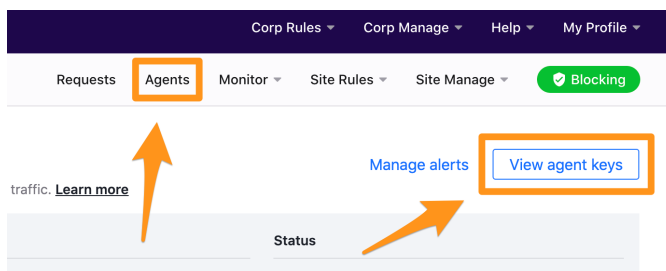 Corp Rules Corp Manage Help My Profile
Requests Agents Monitor Site Rules Site Manage Blocking
Manage alerts View agent keys
traffic. Learn more
Status